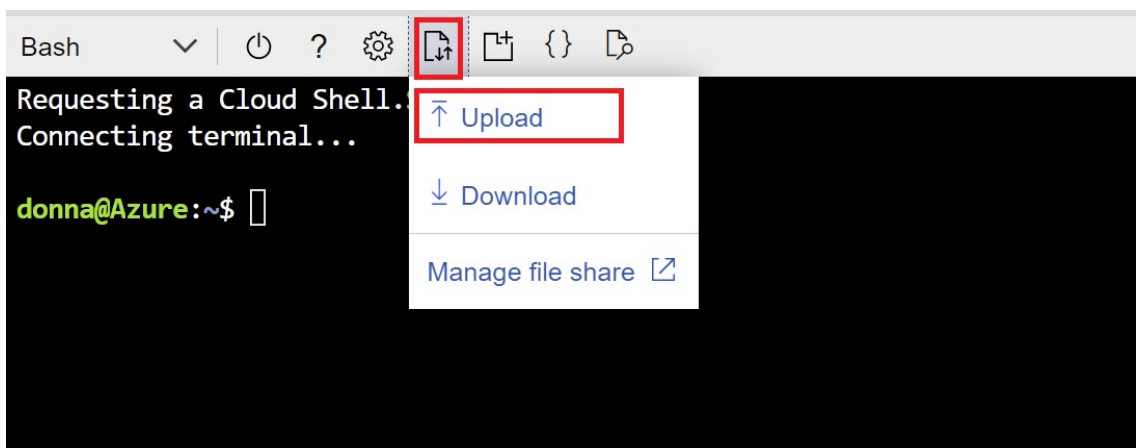 Bash
?
{}
Requesting a Cloud Shell.
Connecting terminal...
donna@Azure:~$
Upload
Download
Manage file share